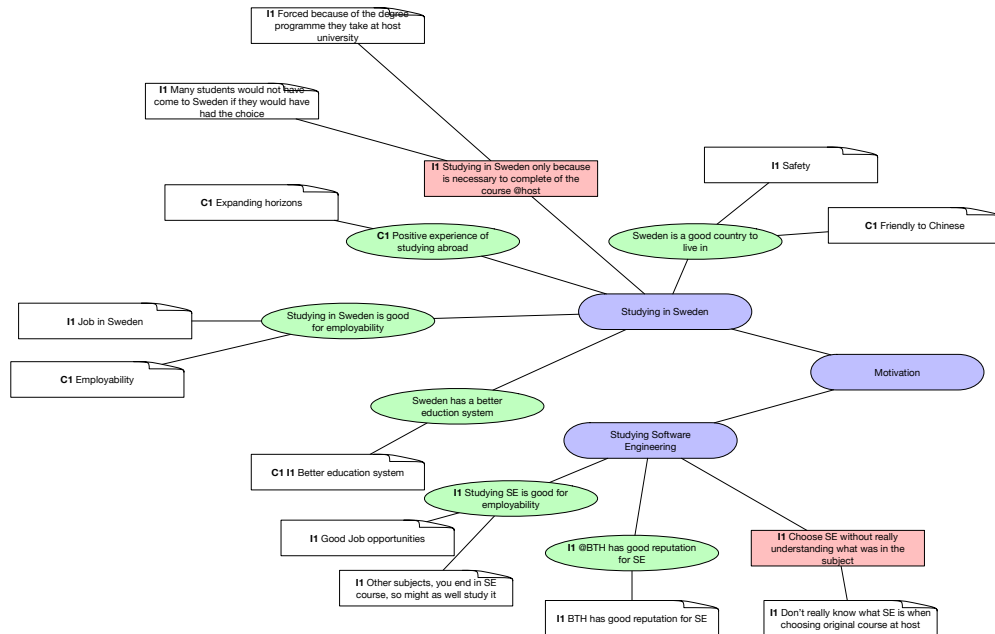 I1 Forced because of the degree
programme they take at host
university
I1 Many students would not have
come to Sweden if they would have
had the choice
I1 Studying in Sweden only because
is necessary to complete of the
course @host
I1 Safety
C1 Expanding horizons
C1 Positive experience of
studying abroad
Sweden is a good country to
live in
C1 Friendly to Chinese
I1 Job in Sweden
Studying in Sweden is good
for employability
Studying in Sweden
C1 Employability
Motivation
Sweden has a better
eduction system
Studying Software
Engineering
C1 I1 Better education system
I1 Studying SE is good for
employability
I1 Good Job opportunities
I1 @BTH has good reputation
for SE
I1 Choose SE without really
understanding what was in the
subject
I1 Other subjects, you end in SE
course, so might as well study it
I1 BTH has good reputation for SE
I1 Don't really know what SE is when
choosing original course at host